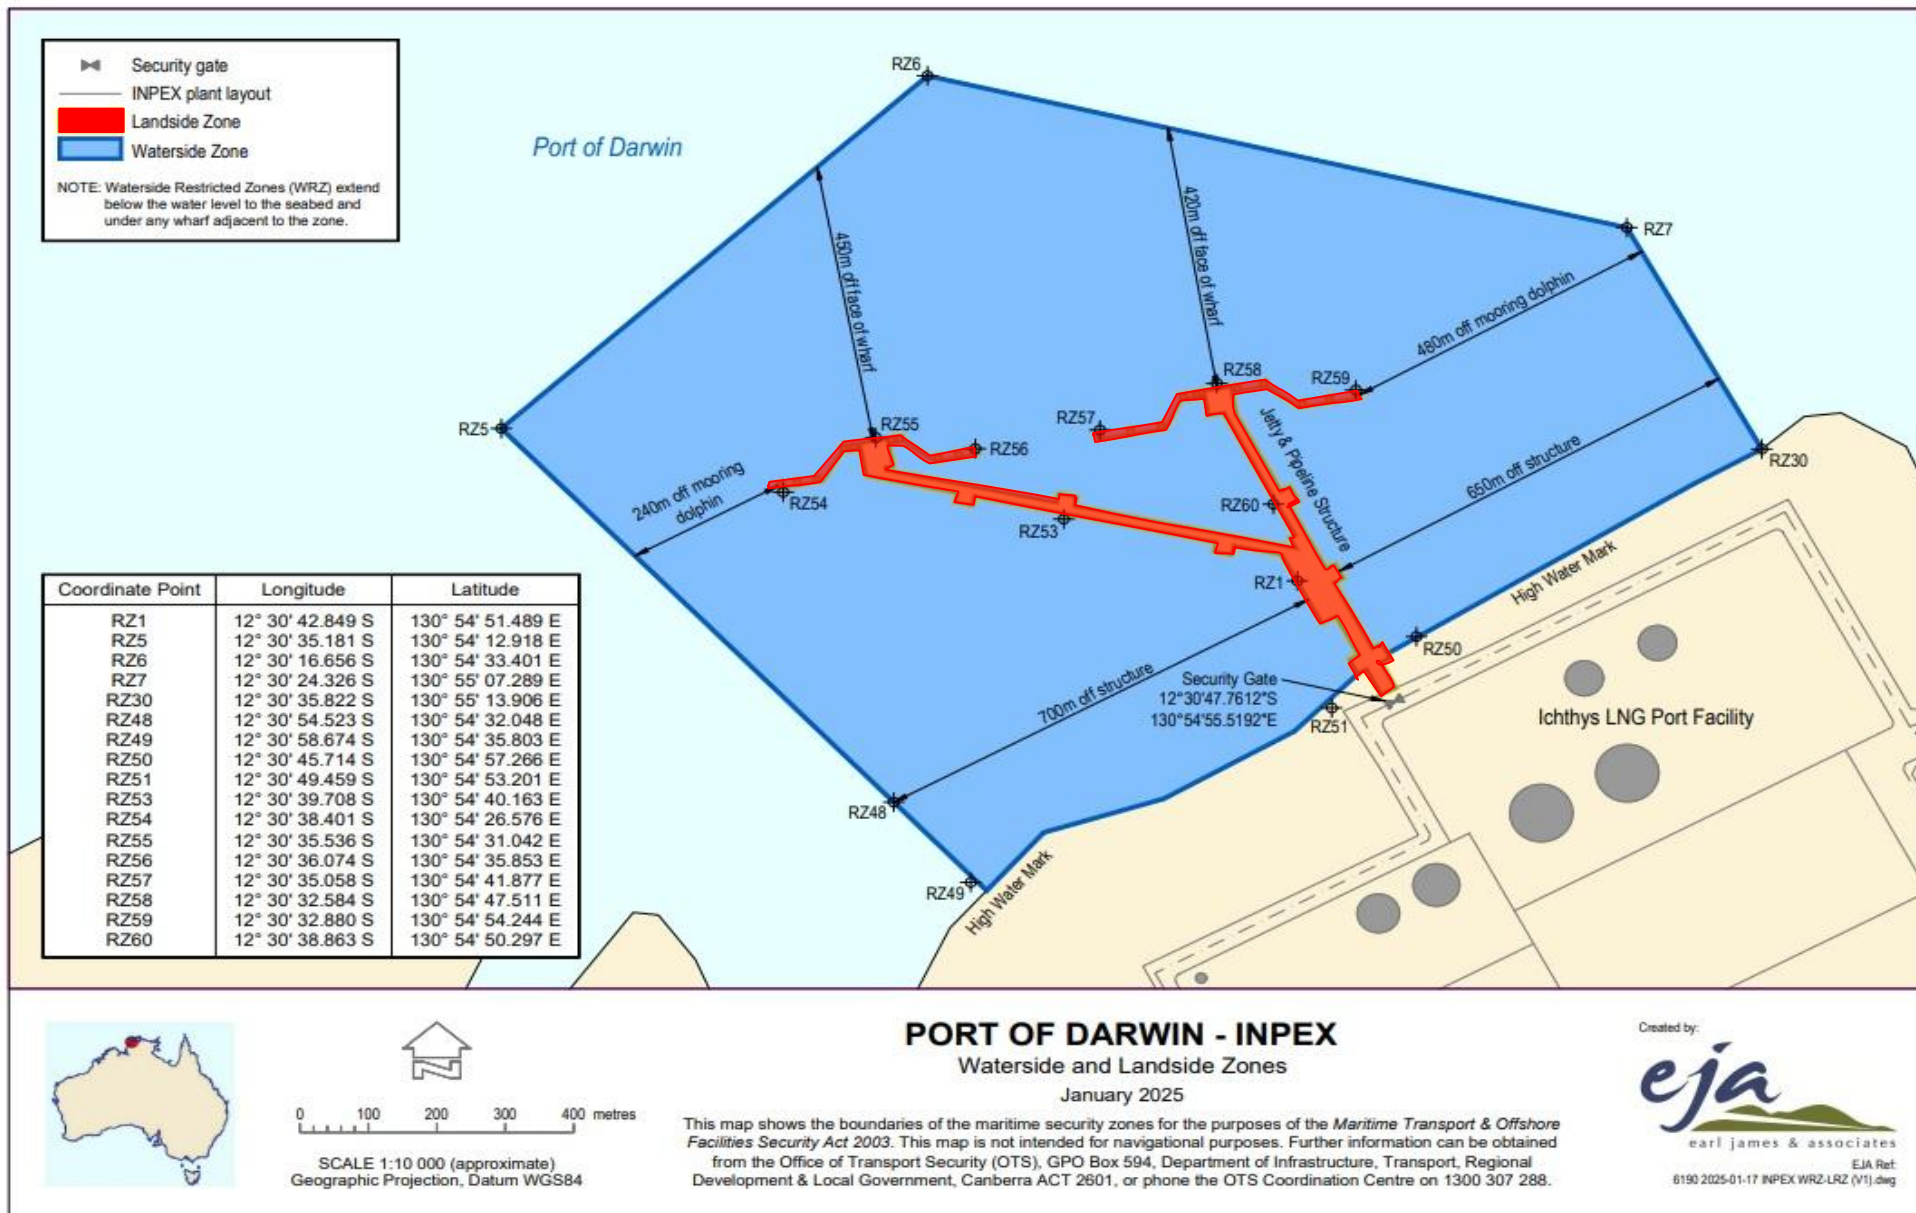 Security gate
INPEX plant layout
Landside Zone
Waterside Zone
NOTE: Waterside Restricted Zones (WRZ) extend
below the water level to the seabed and
under any wharf adjacent to the zone.
Port of Darwin
RZ6
RZ7
450m off face of wharf
420m off face of wharf
480m off mooring dolphin
RZ58
RZ59
RZ57
RZ55
RZ56
RZ5
RZ54
240m off mooring
dolphin
RZ53
RZ60
Jetty & Pipeline Structure
650m off structure
RZ30
RZ1
High Water Mark
RZ50
700m off structure
Security Gate
12°30'47.7612"S
130°54'55.5192"E
RZ51
Ichthys LNG Port Facility
RZ48
RZ49
High Water Mark
Coordinate Point Longitude Latitude
RZ1 12° 30' 42.849 S 130° 54' 51.489 E
RZ5 12° 30' 35.181 S 130° 54' 12.918 E
RZ6 12° 30' 16.656 S 130° 54' 33.401 E
RZ7 12° 30' 24.326 S 130° 55' 07.289 E
RZ30 12° 30' 35.822 S 130° 55' 13.906 E
RZ48 12° 30' 54.523 S 130° 54' 32.048 E
RZ49 12° 30' 58.674 S 130° 54' 35.803 E
RZ50 12° 30' 45.714 S 130° 54' 57.266 E
RZ51 12° 30' 49.459 S 130° 54' 53.201 E
RZ53 12° 30' 39.708 S 130° 54' 40.163 E
RZ54 12° 30' 38.401 S 130° 54' 26.576 E
RZ55 12° 30' 35.536 S 130° 54' 31.042 E
RZ56 12° 30' 36.074 S 130° 54' 35.853 E
RZ57 12° 30' 35.058 S 130° 54' 41.877 E
RZ58 12° 30' 32.584 S 130° 54' 47.511 E
RZ59 12° 30' 32.880 S 130° 54' 54.244 E
RZ60 12° 30' 38.863 S 130° 54' 50.297 E
N
0 100 200 300 400 metres
SCALE 1:10 000 (approximate)
Geographic Projection, Datum WGS84
PORT OF DARWIN - INPEX
Waterside and Landside Zones
January 2025
This map shows the boundaries of the maritime security zones for the purposes of the Maritime Transport & Offshore
Facilities Security Act 2003. This map is not intended for navigational purposes. Further information can be obtained
from the Office of Transport Security (OTS), GPO Box 594, Department of Infrastructure, Transport, Regional
Development & Local Government, Canberra ACT 2601, or phone the OTS Coordination Centre on 1300 307 288.
Created by:
eja
earl james & associates
EJA Ref:
6190 2025-01-17 INPEX WRZ-LRZ (V1).dwg